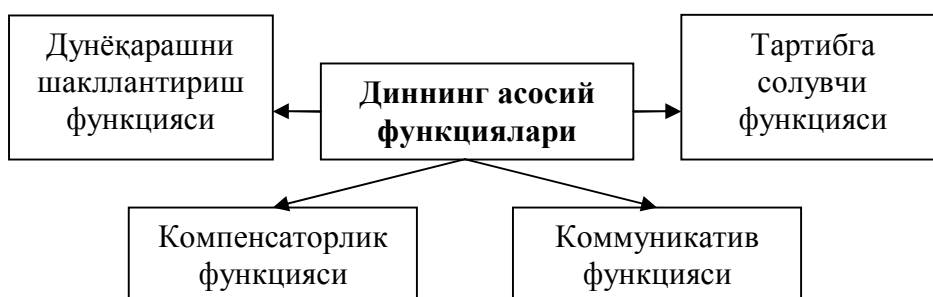 Дунёқарашни
шакллантириш
функцияси
Диннинг асосий
функциялари
Тартибга
солувчи
функцияси
Компенсаторлик
функцияси
Коммуникатив
функцияси